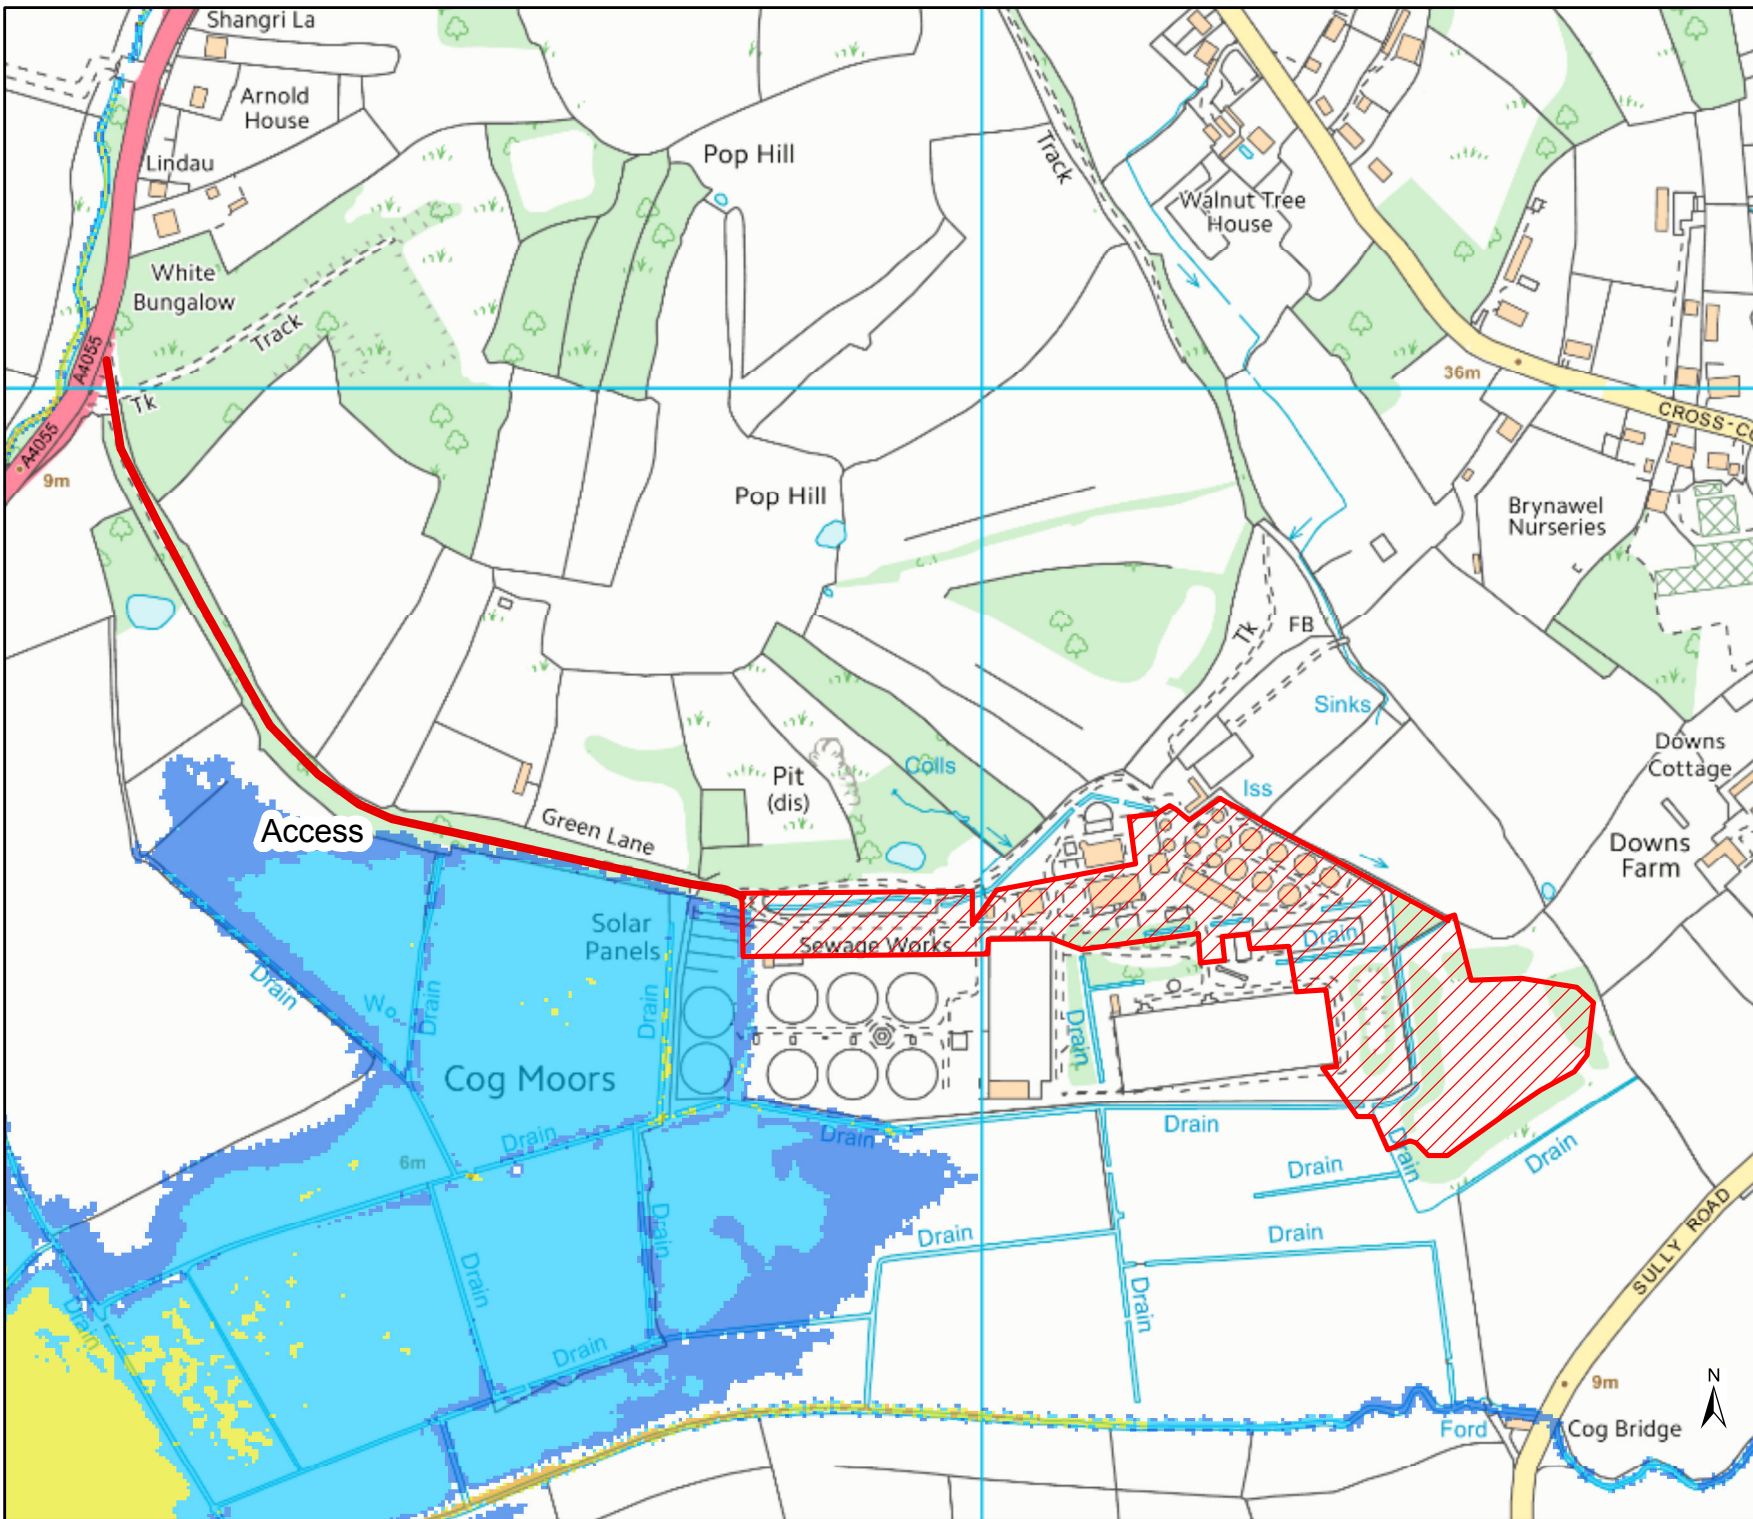 Shangri La
Arnold
House
Lindau
Pop Hill
Track
Walnut Tree
House
White
Bungalow
Track
A4055
Tk
36m
CROSS-CO
A4055
9m
Pop Hill
Brynawel
Nurseries
Tk
FB
Sinks
Downs
Cottage
Colls
Iss
Pit
(dis)
Access
Green Lane
Downs
Farm
Solar
Panels
Sewage Works
Drain
Drain
Drain
Drain
Drain
Cog Moors
Drain
Drain
Drain
6m
Drain
Drain
Drain
Drain
Drain
Drain
Drain
Drain
Drain
SULLY ROAD
Drain
Drain
N
9m
Ford
Cog Bridge